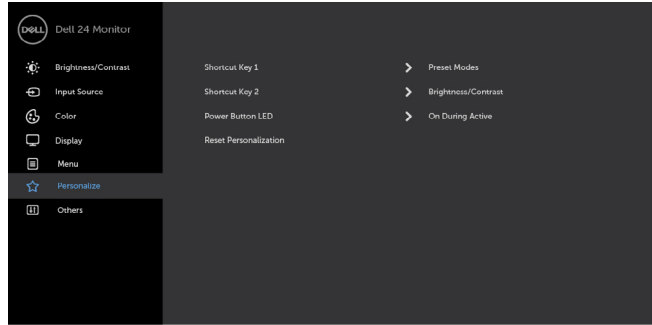 DELL Dell 24 Monitor
Brightness/Contrast
Input Source
Color
Display
Menu
Personalize
Others
Shortcut Key 1 Preset Modes
Shortcut Key 2 Brightness/Contrast
Power Button LED On During Active
Reset Personalization